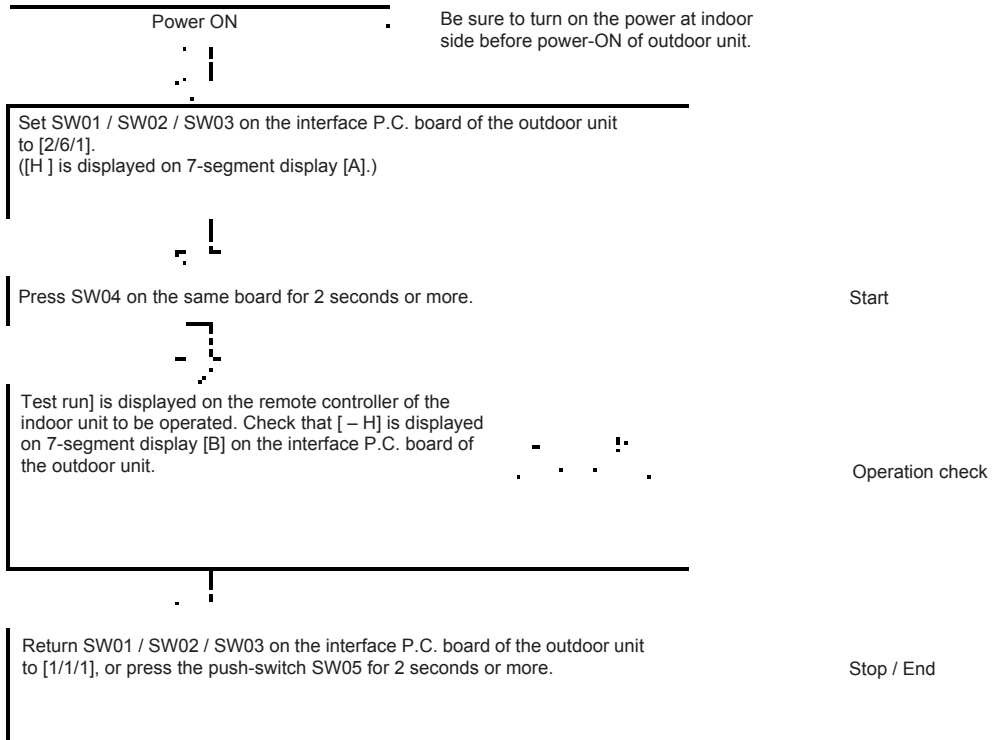 Power ON
Be sure to turn on the power at indoor
side before power-ON of outdoor unit.
Set SW01 / SW02 / SW03 on the interface P.C. board of the outdoor unit
to [2/6/1].
([H ] is displayed on 7-segment display [A].)
Press SW04 on the same board for 2 seconds or more.
Start
Test run] is displayed on the remote controller of the
indoor unit to be operated. Check that [ – H] is displayed
on 7-segment display [B] on the interface P.C. board of
the outdoor unit.
Operation check
Return SW01 / SW02 / SW03 on the interface P.C. board of the outdoor unit
to [1/1/1], or press the push-switch SW05 for 2 seconds or more.
Stop / End